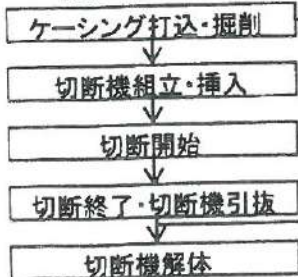 ケーシング打込・掘削
切断機組立・挿入
切断開始
切断終了・切断機引抜
切断機解体